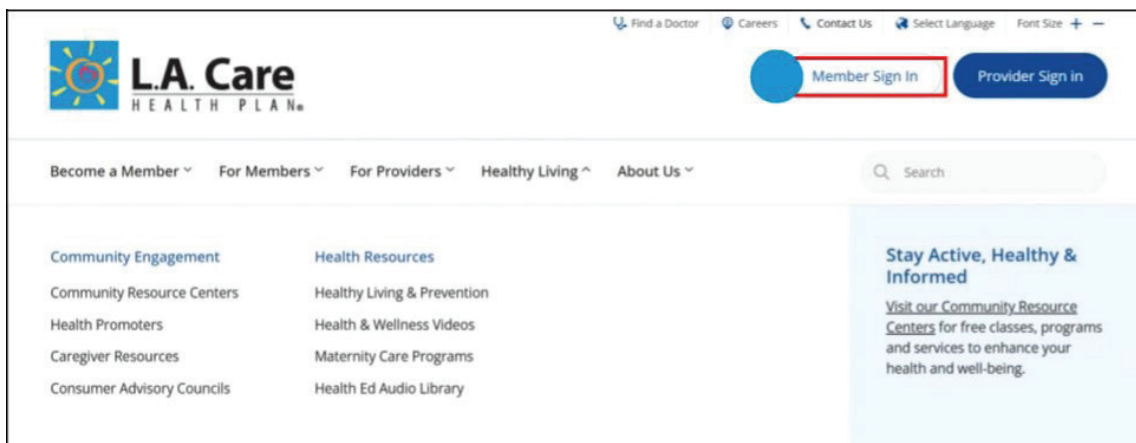 Find a Doctor Careers Contact Us Select Language Font Size + −
L.A. Care
HEALTH PLAN®
Member Sign In Provider Sign in
Become a Member For Members For Providers Healthy Living About Us Search
Community Engagement
Community Resource Centers
Health Promoters
Caregiver Resources
Consumer Advisory Councils
Health Resources
Healthy Living & Prevention
Health & Wellness Videos
Maternity Care Programs
Health Ed Audio Library
Stay Active, Healthy &
Informed
Visit our Community Resource
Centers for free classes, programs
and services to enhance your
health and well-being.